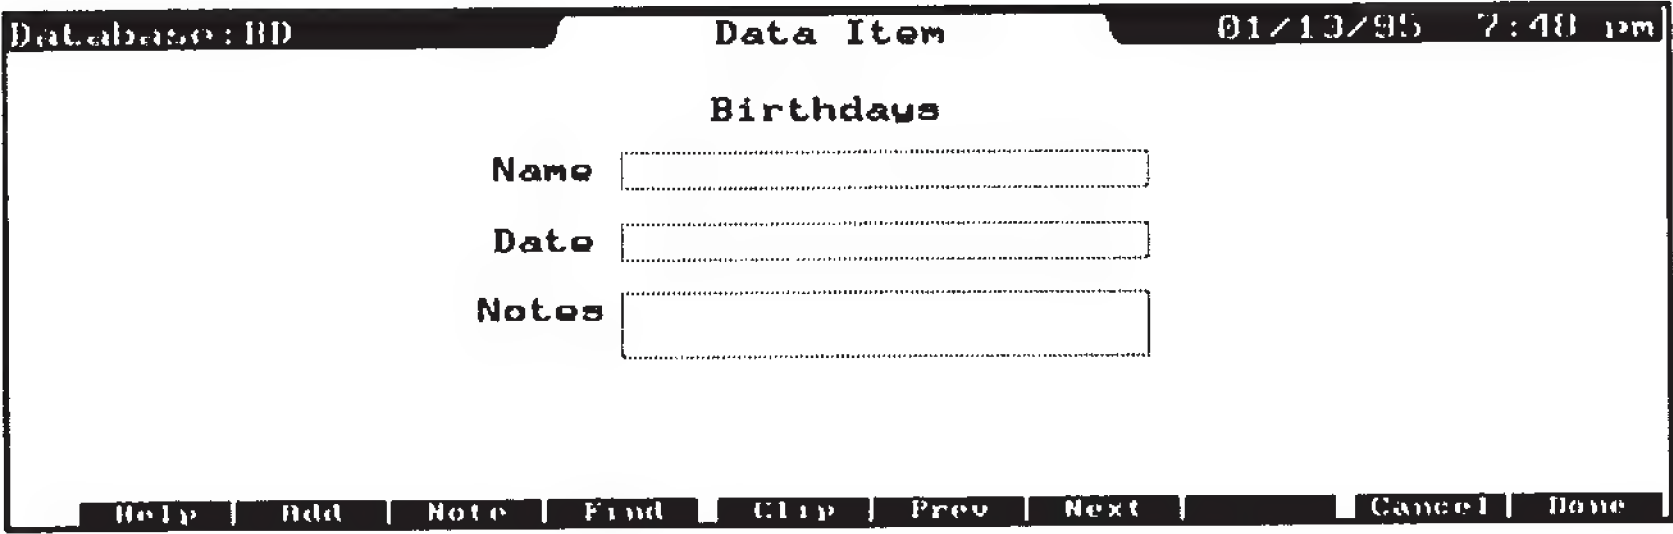 Database:BD Data Item 01/13/95 7:48 pm
Birthdays
Name
Date
Notes
Help Add Note Find Clip Prev Next Cancel Done